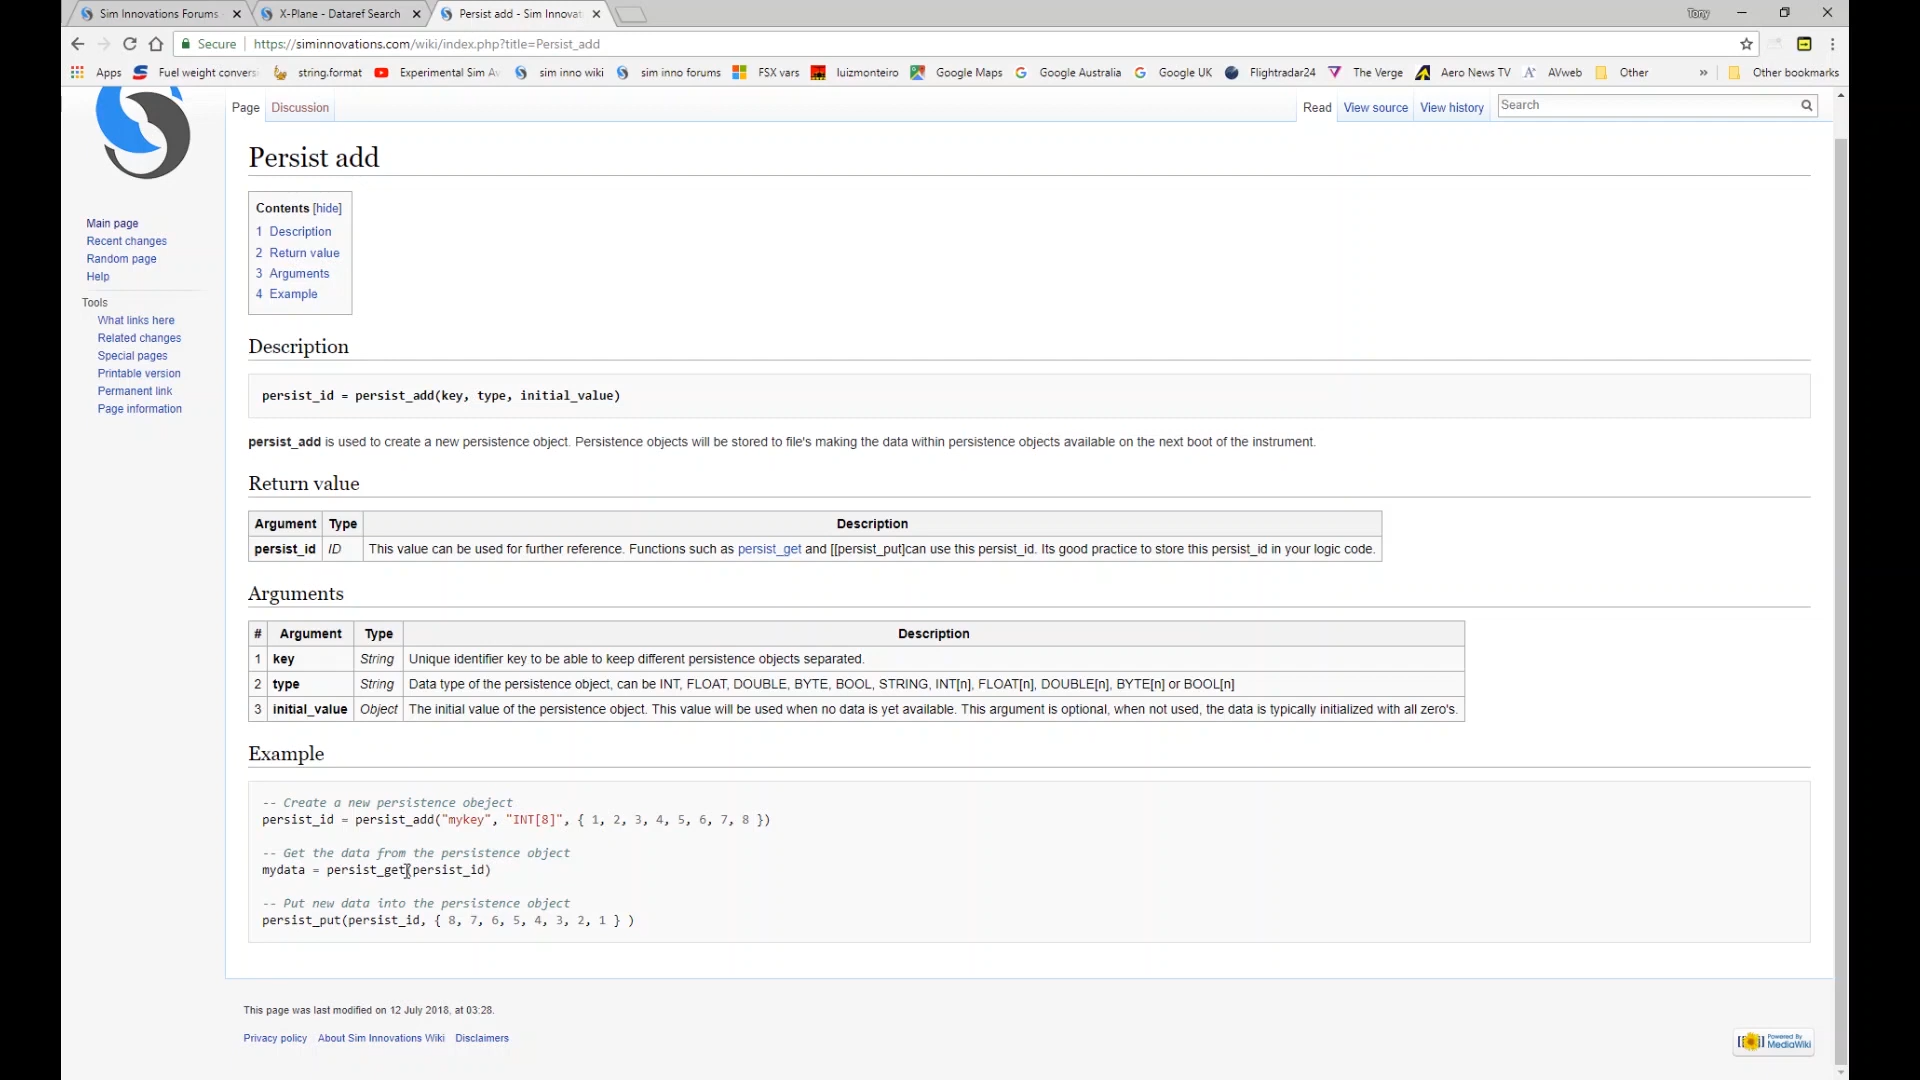 Sim Innovations Forums
X-Plane - Dataref Search
Persist add - Sim Innovat
Tony
Secure
https://siminnovations.com/wiki/index.php?title=Persist_add
Apps
Fuel weight convers
string.format
Experimental Sim Av
sim inno wiki
sim inno forums
FSX vars
luizmonteiro
Google Maps
Google Australia
Google UK
Flightradar24
The Verge
Aero News TV
AVweb
Other
»
Other bookmarks
Page
Discussion
Read
View source
View history
Search
Persist add
Contents [hide]
1 Description
2 Return value
3 Arguments
4 Example
Main page
Recent changes
Random page
Help
Tools
What links here
Related changes
Special pages
Printable version
Permanent link
Page information
Description
persist_id = persist_add(key, type, initial_value)
persist_add is used to create a new persistence object. Persistence objects will be stored to file's making the data within persistence objects available on the next boot of the instrument.
Return value
Argument Type Description
persist_id ID This value can be used for further reference. Functions such as persist_get and [[persist_put]can use this persist_id. Its good practice to store this persist_id in your logic code.
Arguments
# Argument Type Description
1 key String Unique identifier key to be able to keep different persistence objects separated.
2 type String Data type of the persistence object, can be INT, FLOAT, DOUBLE, BYTE, BOOL, STRING, INT[n], FLOAT[n], DOUBLE[n], BYTE[n] or BOOL[n]
3 initial_value Object The initial value of the persistence object. This value will be used when no data is yet available. This argument is optional, when not used, the data is typically initialized with all zero's.
Example
-- Create a new persistence obeject
persist_id = persist_add("mykey", "INT[8]", { 1, 2, 3, 4, 5, 6, 7, 8 })
-- Get the data from the persistence object
mydata = persist_get(persist_id)
-- Put new data into the persistence object
persist_put(persist_id, { 8, 7, 6, 5, 4, 3, 2, 1 } )
This page was last modified on 12 July 2018, at 03:28.
Privacy policy
About Sim Innovations Wiki
Disclaimers
Powered By
MediaWiki